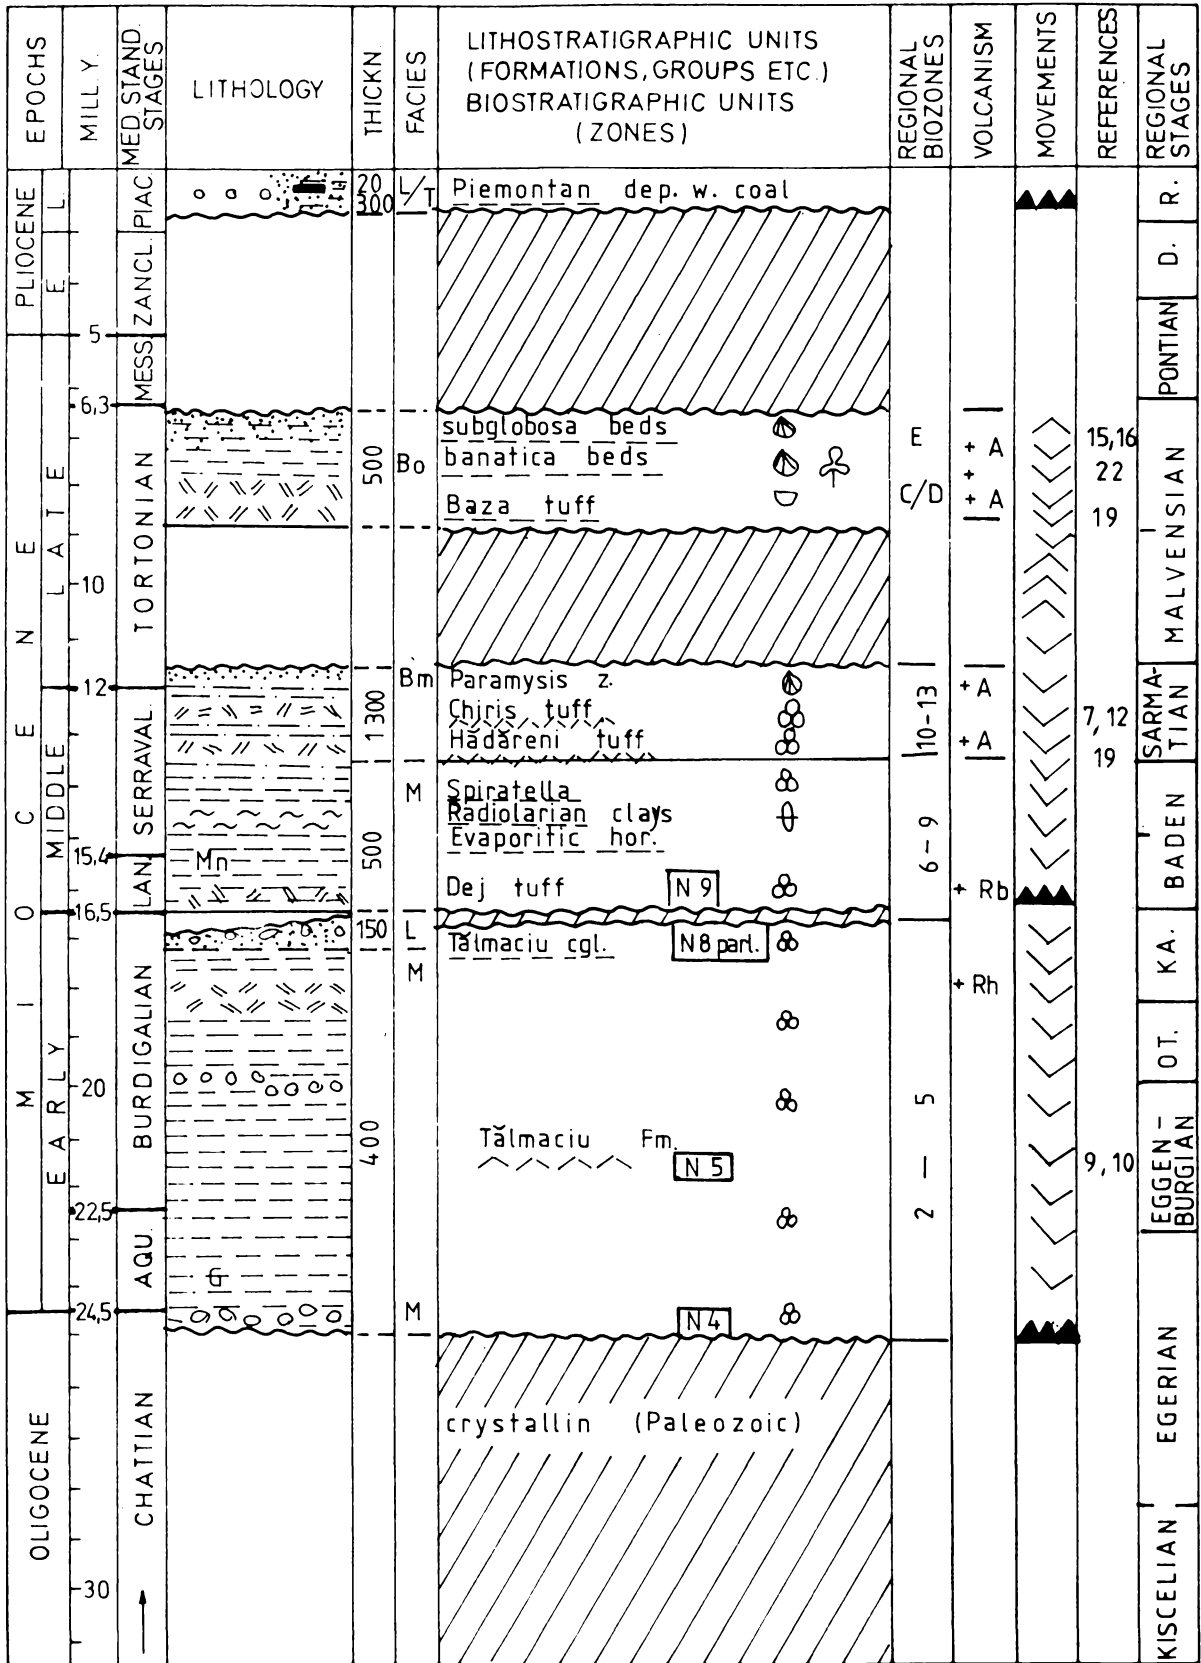 EPOCHS
MILL. Y.
MED. STAND. STAGES
LITHOLOGY
THICKN
FACIES
LITHOSTRATIGRAPHIC UNITS
(FORMATIONS, GROUPS ETC.)
BIOSTRATIGRAPHIC UNITS
(ZONES)
REGIONAL BIOZONES
VOLCANISM
MOVEMENTS
REFERENCES
REGIONAL STAGES
PLIOCENE
E L.
MIOCENE
LATE
MIDDLE
EARLY
OLIGOCENE
5
6,3
10
12
15,4
16,5
20
22,5
24,5
30
PIAC.
ZANCL.
MESS.
TORTONIAN
SERRAVAL.
LAN.
BURDIGALIAN
AQU.
CHATTIAN
Mn
G
20
300
500
1300
500
150
400
L/T
Bo
Bm
M
L
M
M
Piemontan dep. w. coal
subglobosa beds
banatica beds
Baza tuff
Paramysis z.
Chiris tuff
Hădăreni tuff
Spiratella
Radiolarian clays
Evaporific hor.
Dej tuff N 9
Tălmaciu cgl. N8 parl.
Tălmaciu Fm.
N 5
N 4
crystallin (Paleozoic)
E
C/D
10-13
6-9
2 — 5
+ A
+
+ A
+ A
+ A
+ Rb
+ Rh
15,16
22
19
7,12
19
9,10
R.
D.
PONTIAN
MALVENSIAN
SARMA-
TIAN
BADEN
KA.
OT.
EGGEN-
BURGIAN
EGERIAN
KISCELIAN